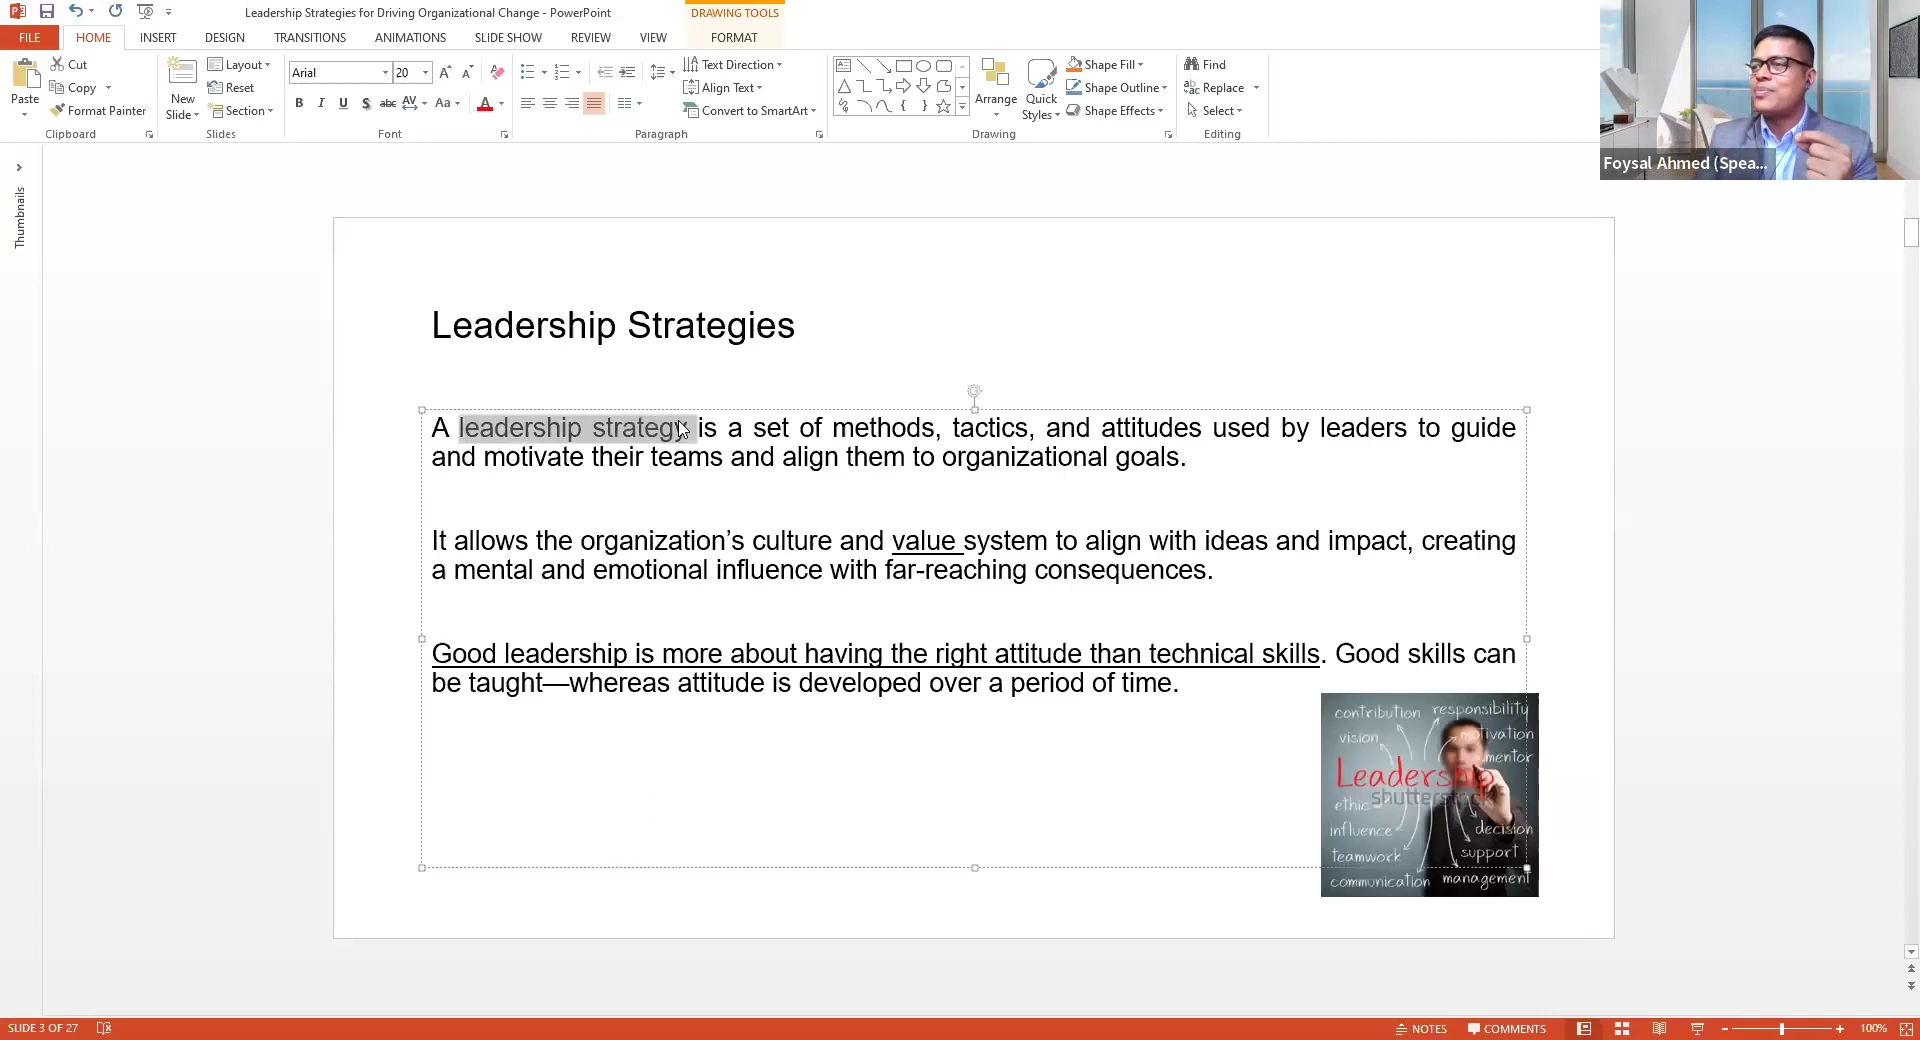 Leadership Strategies for Driving Organizational Change - PowerPoint
DRAWING TOOLS
FILE HOME INSERT DESIGN TRANSITIONS ANIMATIONS SLIDE SHOW REVIEW VIEW FORMAT
Paste
Cut
Copy
Format Painter
Clipboard
New
Slide
Layout
Reset
Section
Slides
Arial 20
B I U S abc AV Aa A
Font
Text Direction
Align Text
Convert to SmartArt
Paragraph
Arrange
Quick
Styles
Shape Fill
Shape Outline
Shape Effects
Drawing
Find
Replace
Select
Editing
Foysal Ahmed (Spea...
Thumbnails
Leadership Strategies
A leadership strategy is a set of methods, tactics, and attitudes used by leaders to guide
and motivate their teams and align them to organizational goals.
It allows the organization’s culture and value system to align with ideas and impact, creating
a mental and emotional influence with far-reaching consequences.
Good leadership is more about having the right attitude than technical skills. Good skills can
be taught—whereas attitude is developed over a period of time.
contribution responsibility
vision motivation
mentor
Leadership
shutterstock
ethic
influence decision
teamwork support
communication management
SLIDE 3 OF 27 NOTES COMMENTS 100%